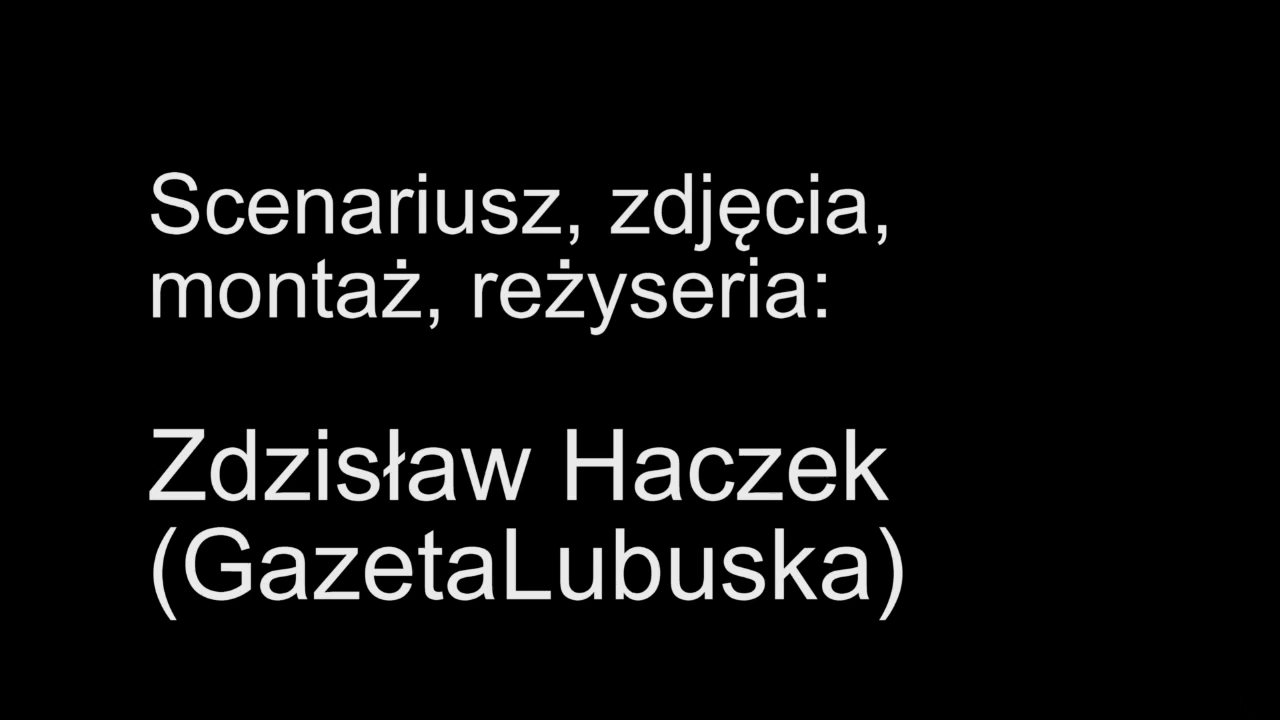 Scenariusz, zdjęcia,
montaż, reżyseria:
Zdzisław Haczek
(GazetaLubuska)